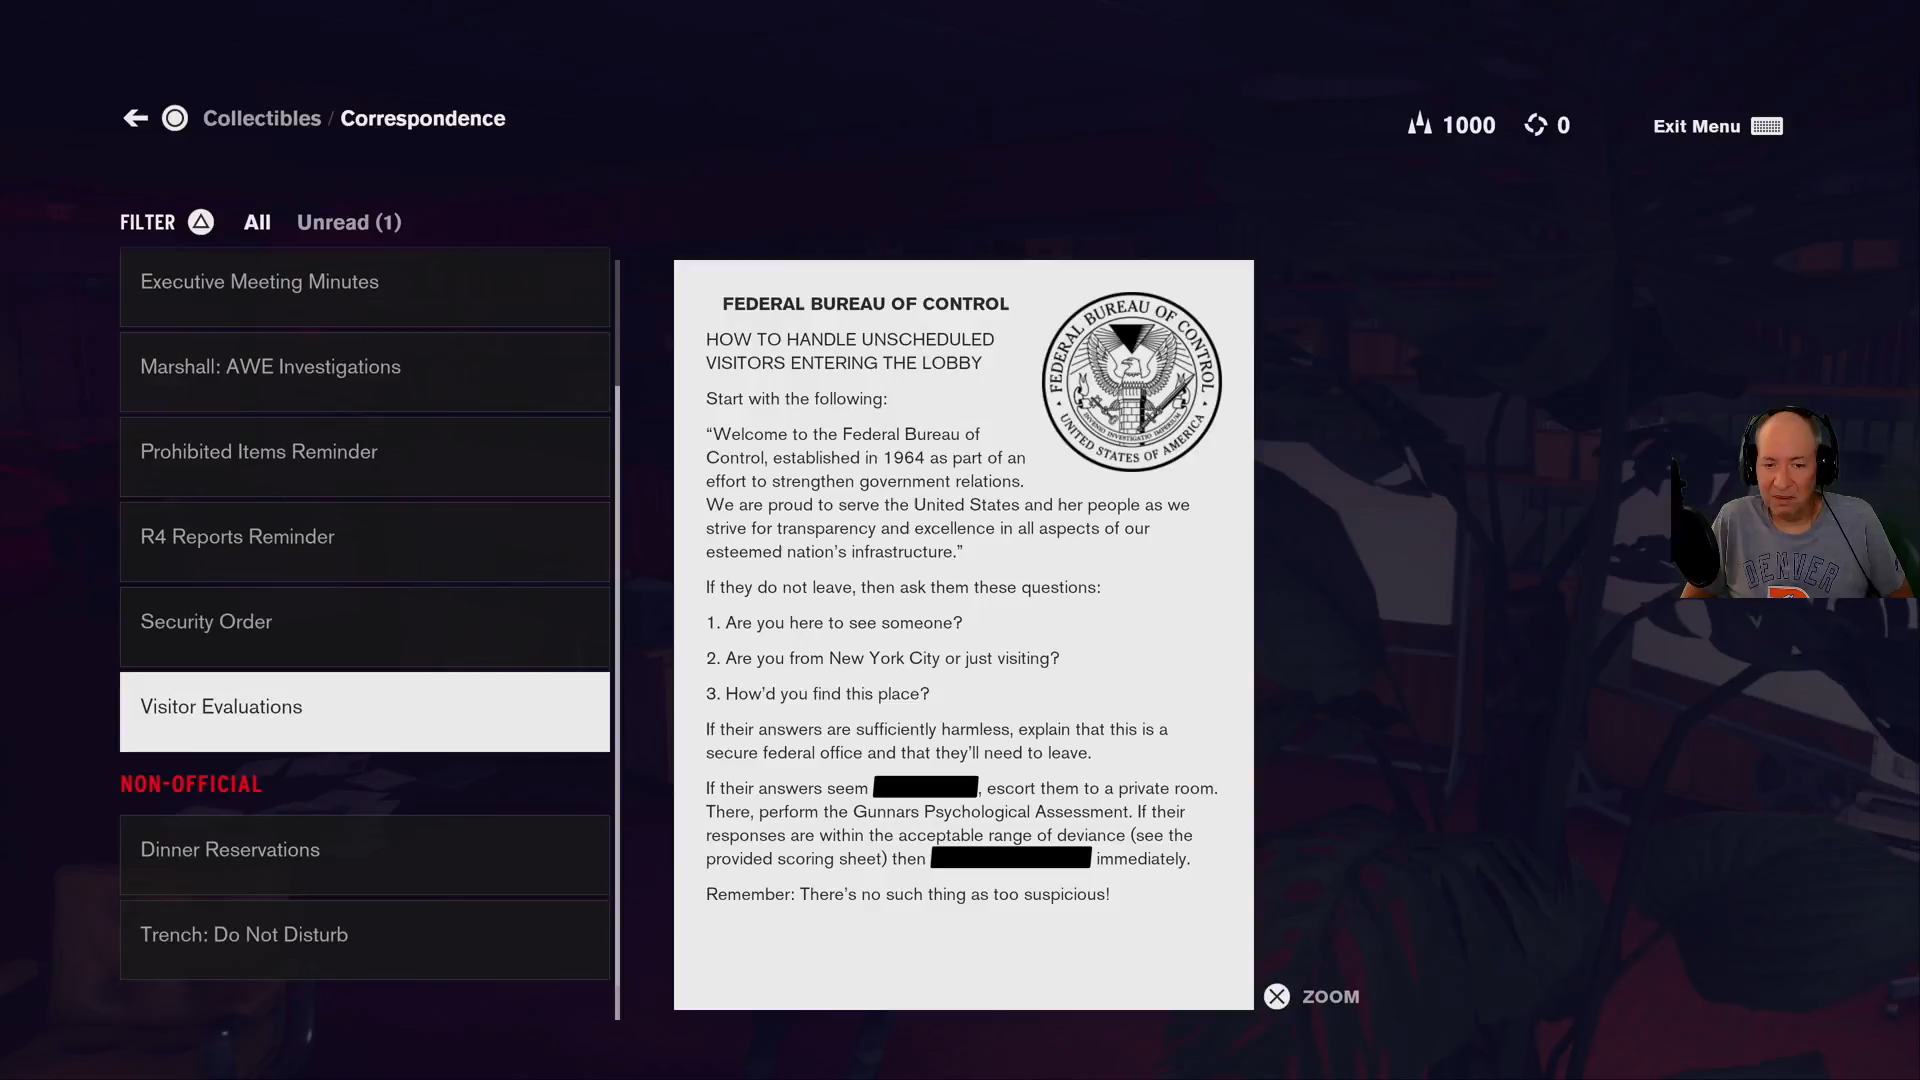 Collectibles / Correspondence
1000
0
Exit Menu
FILTER All Unread (1)
Executive Meeting Minutes
Marshall: AWE Investigations
Prohibited Items Reminder
R4 Reports Reminder
Security Order
Visitor Evaluations
NON-OFFICIAL
Dinner Reservations
Trench: Do Not Disturb
FEDERAL BUREAU OF CONTROL
HOW TO HANDLE UNSCHEDULED
VISITORS ENTERING THE LOBBY
Start with the following:
“Welcome to the Federal Bureau of
Control, established in 1964 as part of an
effort to strengthen government relations.
We are proud to serve the United States and her people as we
strive for transparency and excellence in all aspects of our
esteemed nation’s infrastructure.”
If they do not leave, then ask them these questions:
1. Are you here to see someone?
2. Are you from New York City or just visiting?
3. How’d you find this place?
If their answers are sufficiently harmless, explain that this is a
secure federal office and that they’ll need to leave.
If their answers seem , escort them to a private room.
There, perform the Gunnars Psychological Assessment. If their
responses are within the acceptable range of deviance (see the
provided scoring sheet) then immediately.
Remember: There’s no such thing as too suspicious!
FEDERAL BUREAU OF CONTROL
INVENIO INVESTIGATIO IMPERIUM
UNITED STATES OF AMERICA
ZOOM
DENVER